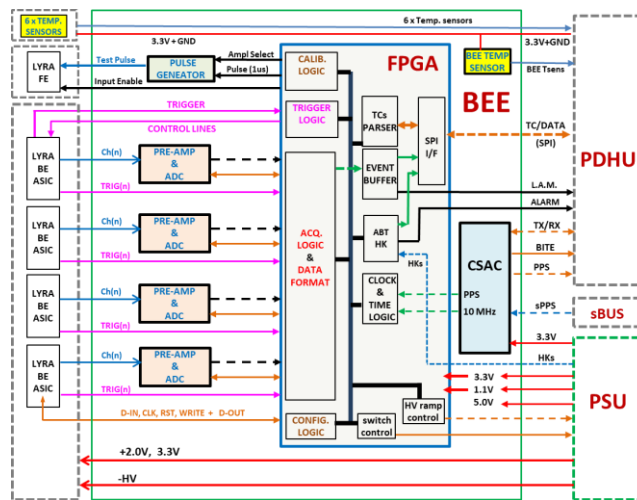 6 x TEMP.
SENSORS
6 x Temp. sensors
3.3V + GND
Ampl Select
FPGA
BEE TEMP
SENSOR
3.3V+GND
LYRA
FE
Test Pulse
PULSE
GENEATOR
Pulse (1us)
CALIB.
LOGIC
BEE
BEE Tsens
Input Enable
TRIGGER
TRIGGER
LOGIC
TCs
PARSER
SPI
I/F
TC/DATA
(SPI)
PDHU
CONTROL LINES
LYRA
BE
ASIC
Ch(n)
PRE-AMP
&
ADC
TRIG(n)
EVENT
BUFFER
L.A.M.
ALARM
LYRA
BE
ASIC
Ch(n)
PRE-AMP
&
ADC
TRIG(n)
ACQ.
LOGIC
&
DATA
FORMAT
ABT
HK
HKs
CSAC
TX/RX
BITE
PPS
LYRA
BE
ASIC
Ch(n)
PRE-AMP
&
ADC
TRIG(n)
CLOCK
& TIME
LOGIC
PPS
10 MHz
sPPS
sBUS
3.3V
HKs
LYRA
BE
ASIC
Ch(n)
PRE-AMP
&
ADC
TRIG(n)
3.3V
1.1V
5.0V
PSU
D-IN, CLK, RST, WRITE + D-OUT
CONFIG.
LOGIC
switch
control
HV ramp
control
+2.0V, 3.3V
-HV